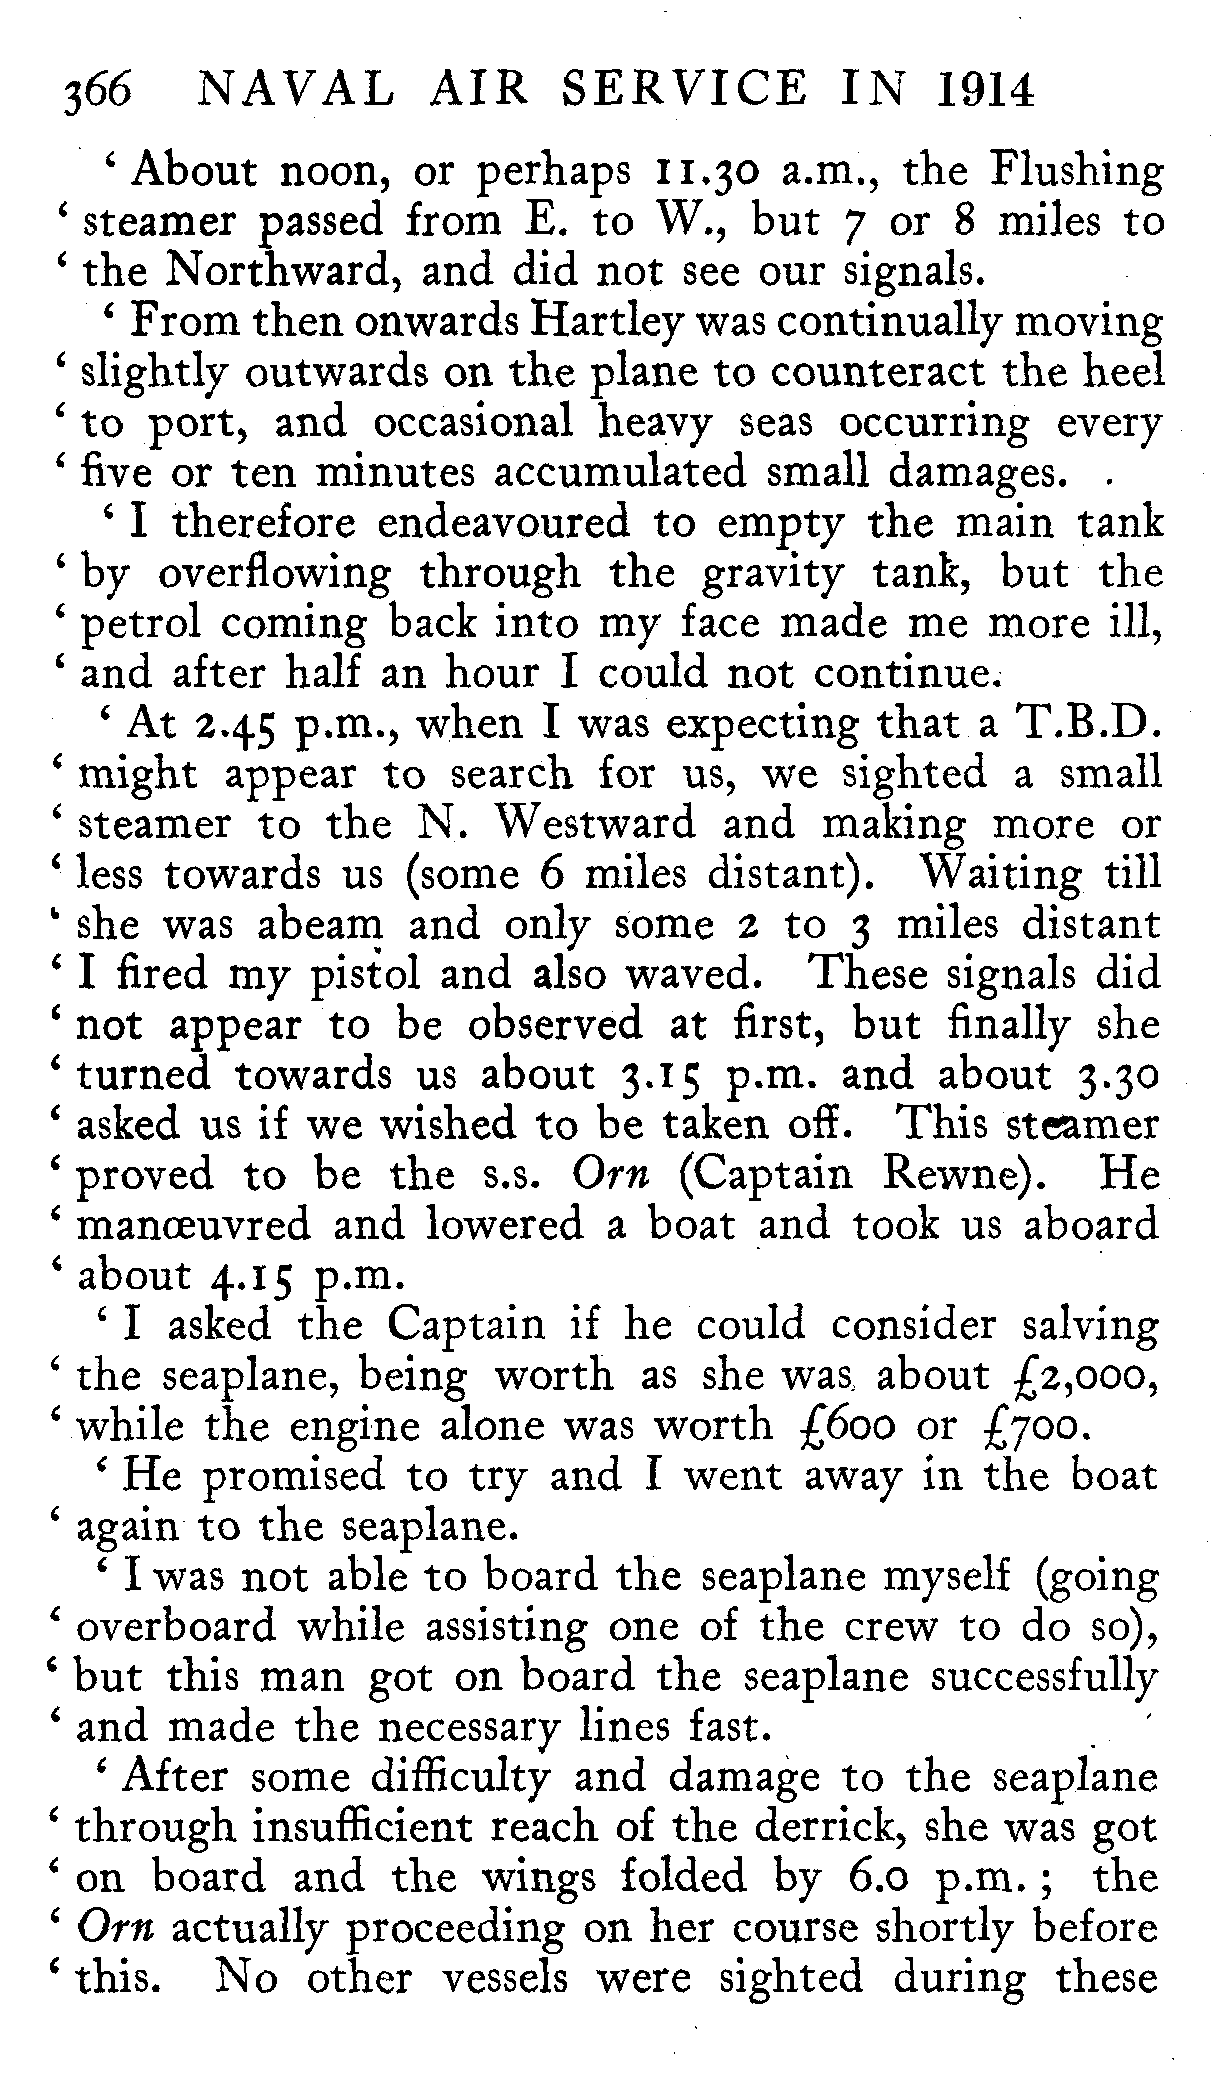 366 NAVAL AIR SERVICE IN 1914
‘ About noon, or perhaps 11.30 a.m., the Flushing
‘ steamer passed from E. to W., but 7 or 8 miles to
‘ the Northward, and did not see our signals.
‘ From then onwards Hartley was continually moving
‘ slightly outwards on the plane to counteract the heel
‘ to port, and occasional heavy seas occurring every
‘ five or ten minutes accumulated small damages.
‘ I therefore endeavoured to empty the main tank
‘ by overflowing through the gravity tank, but the
‘ petrol coming back into my face made me more ill,
‘ and after half an hour I could not continue.
‘ At 2.45 p.m., when I was expecting that a T.B.D.
‘ might appear to search for us, we sighted a small
‘ steamer to the N. Westward and making more or
‘ less towards us (some 6 miles distant). Waiting till
‘ she was abeam and only some 2 to 3 miles distant
‘ I fired my pistol and also waved. These signals did
‘ not appear to be observed at first, but finally she
‘ turned towards us about 3.15 p.m. and about 3.30
‘ asked us if we wished to be taken off. This steamer
‘ proved to be the s.s. Orn (Captain Rewne). He
‘ manœuvred and lowered a boat and took us aboard
‘ about 4.15 p.m.
‘ I asked the Captain if he could consider salving
‘ the seaplane, being worth as she was about £2,000,
‘ while the engine alone was worth £600 or £700.
‘ He promised to try and I went away in the boat
‘ again to the seaplane.
‘ I was not able to board the seaplane myself (going
‘ overboard while assisting one of the crew to do so),
‘ but this man got on board the seaplane successfully
‘ and made the necessary lines fast.
‘ After some difficulty and damage to the seaplane
‘ through insufficient reach of the derrick, she was got
‘ on board and the wings folded by 6.0 p.m. ; the
‘ Orn actually proceeding on her course shortly before
‘ this. No other vessels were sighted during these